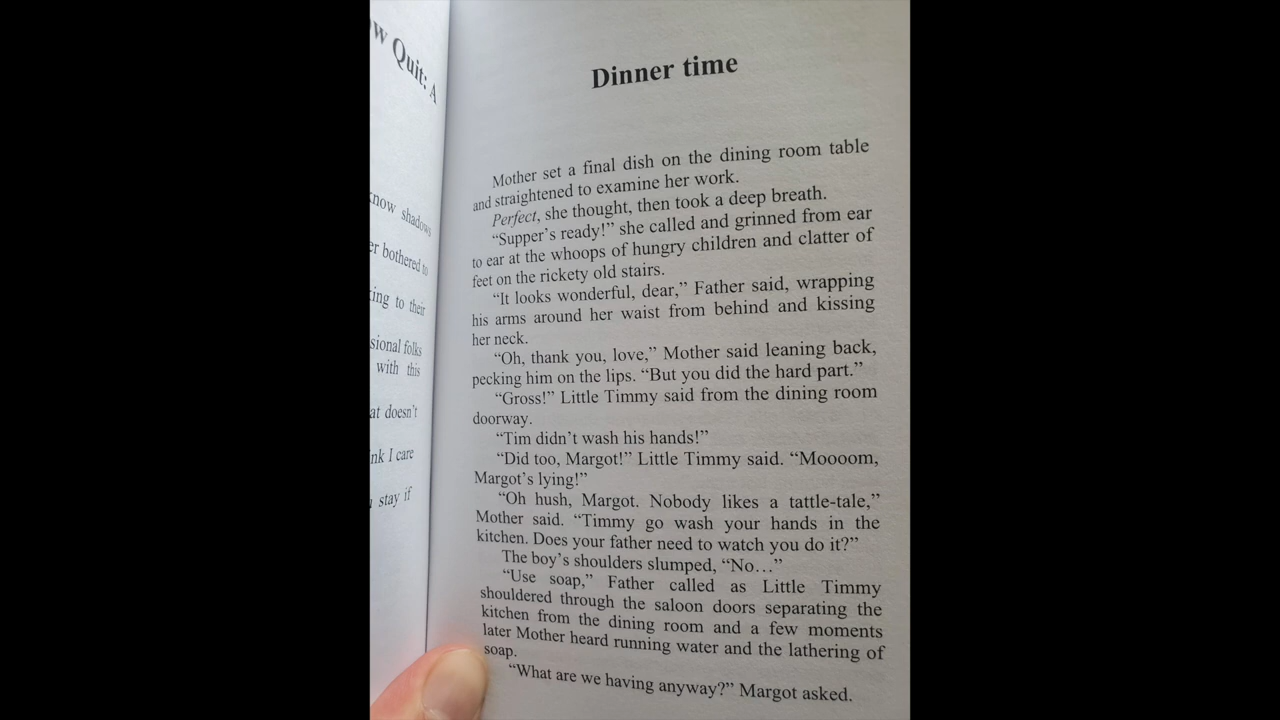 ow Quit: A
know shadows
er bothered to
king to their
sional folks
with this
at doesn't
nk I care
stay if
Dinner time
Mother set a final dish on the dining room table
and straightened to examine her work.
Perfect, she thought, then took a deep breath.
“Supper’s ready!” she called and grinned from ear
to ear at the whoops of hungry children and clatter of
feet on the rickety old stairs.
“It looks wonderful, dear,” Father said, wrapping
his arms around her waist from behind and kissing
her neck.
“Oh, thank you, love,” Mother said leaning back,
pecking him on the lips. “But you did the hard part.”
“Gross!” Little Timmy said from the dining room
doorway.
“Tim didn’t wash his hands!”
“Did too, Margot!” Little Timmy said. “Moooom,
Margot’s lying!”
“Oh hush, Margot. Nobody likes a tattle-tale,”
Mother said. “Timmy go wash your hands in the
kitchen. Does your father need to watch you do it?”
The boy’s shoulders slumped, “No…”
“Use soap,” Father called as Little Timmy
shouldered through the saloon doors separating the
kitchen from the dining room and a few moments
later Mother heard running water and the lathering of
soap.
“What are we having anyway?” Margot asked.